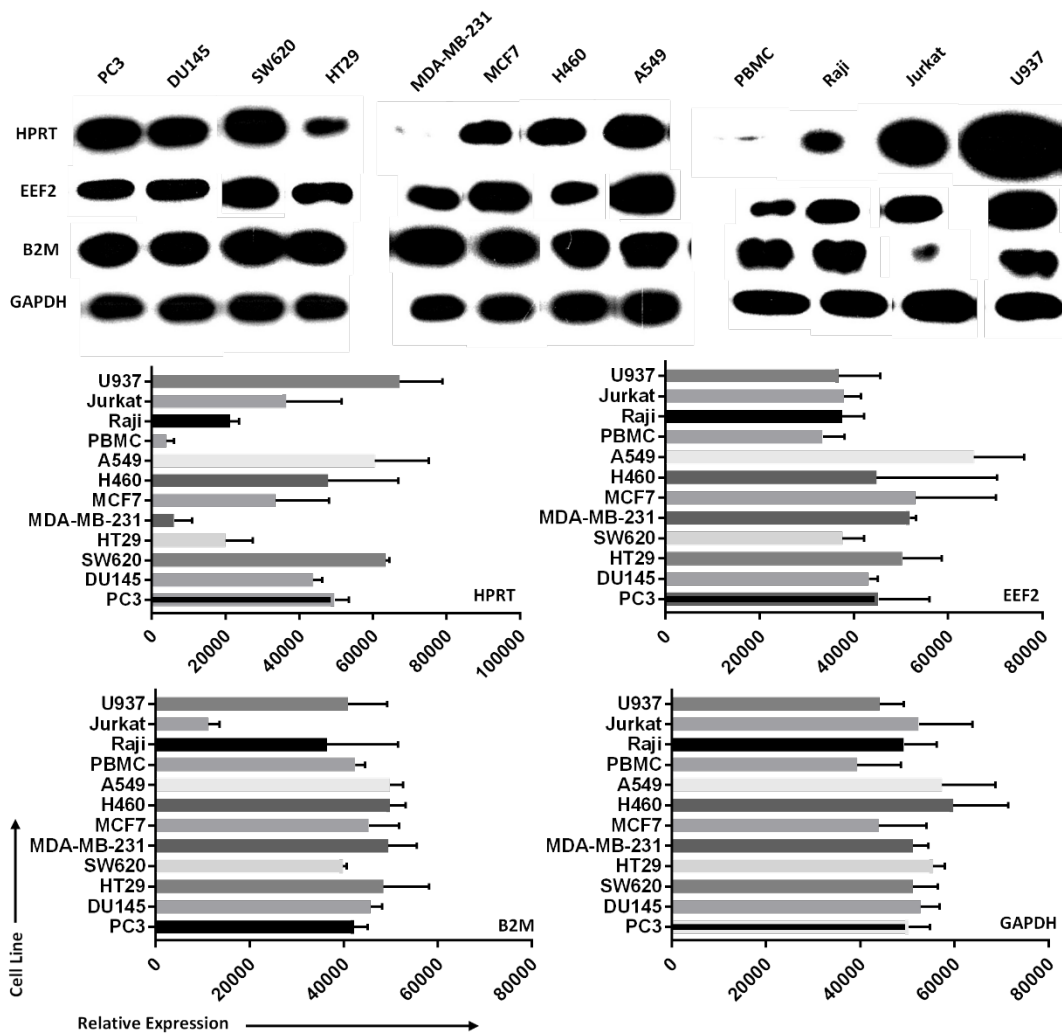 PC3 DU145 SW620 HT29 MDA-MB-231 MCF7 H460 A549 PBMC Raji Jurkat U937
HPRT
EEF2
B2M
GAPDH
U937
Jurkat
Raji
PBMC
A549
H460
MCF7
MDA-MB-231
HT29
SW620
DU145
PC3
HPRT
0 20000 40000 60000 80000 100000
U937
Jurkat
Raji
PBMC
A549
H460
MCF7
MDA-MB-231
SW620
HT29
DU145
PC3
EEF2
0 20000 40000 60000 80000
U937
Jurkat
Raji
PBMC
A549
H460
MCF7
MDA-MB-231
SW620
HT29
DU145
PC3
B2M
0 20000 40000 60000 80000
U937
Jurkat
Raji
PBMC
A549
H460
MCF7
MDA-MB-231
HT29
SW620
DU145
PC3
GAPDH
0 20000 40000 60000 80000
Cell Line
Relative Expression